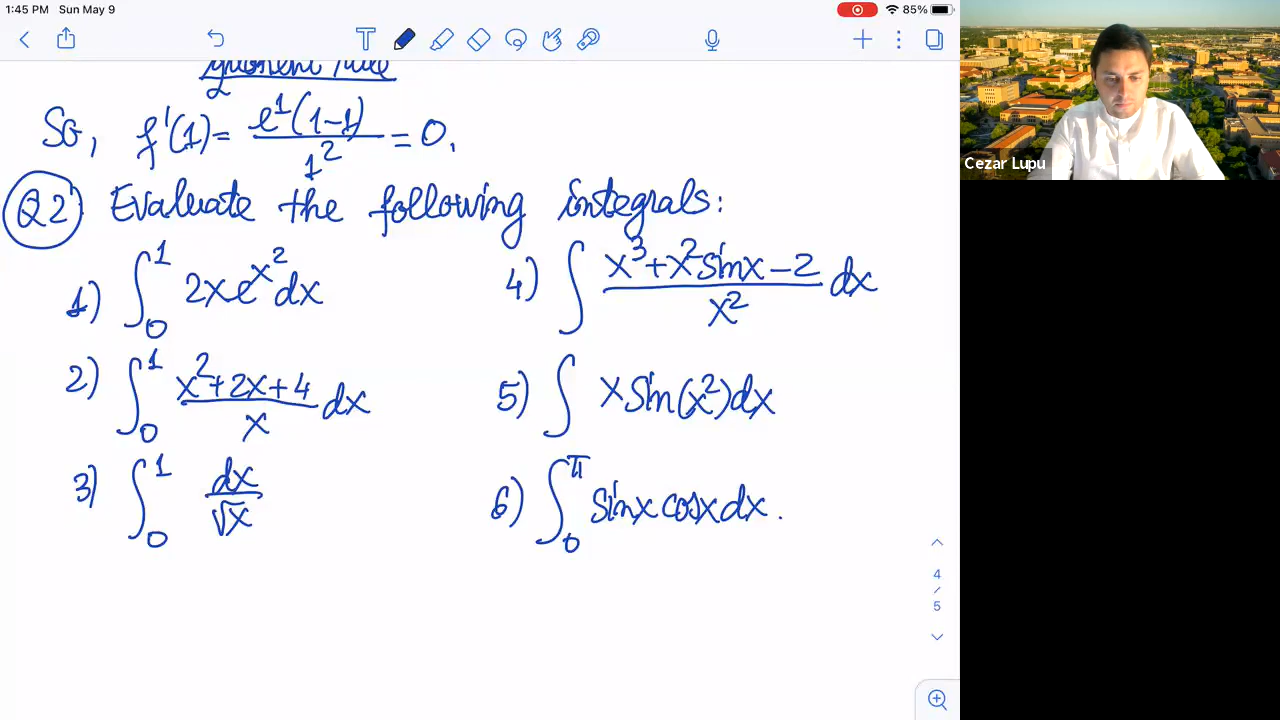 1:45 PM Sun May 9
85%
quotient rule
So, f'(1) = e^1(1-1) / 1^2 = 0.
Q2 Evaluate the following integrals:
1) ∫_0^1 2xe^{x^2} dx
2) ∫_0^1 (x^2+2x+4)/x dx
3) ∫_0^1 dx/√x
4) ∫ (x^3+x^2 sinx-2)/x^2 dx
5) ∫ x sin(x^2) dx
6) ∫_0^π sinx cosx dx.
4
/
5
Cezar Lupu